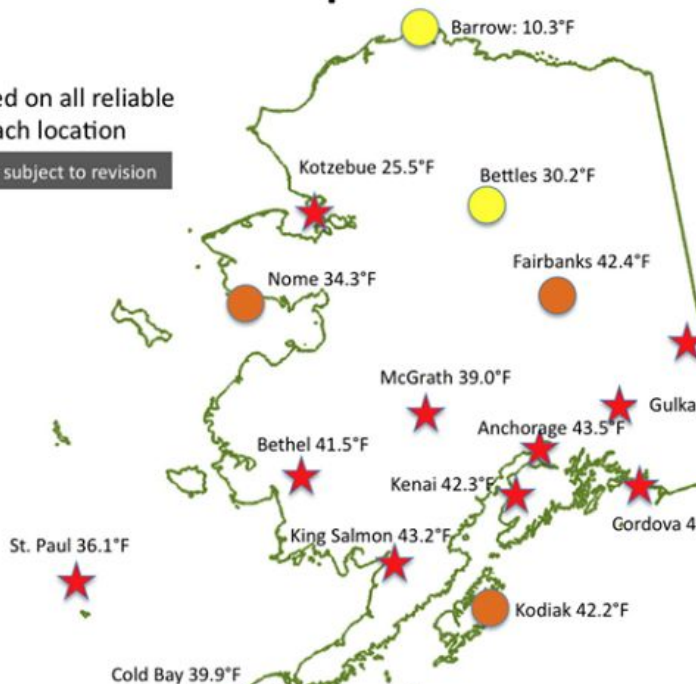 Barrow: 10.3°F
ed on all reliable
ach location
subject to revision
Kotzebue 25.5°F
Bettles 30.2°F
Fairbanks 42.4°F
Nome 34.3°F
McGrath 39.0°F
Gulka
Anchorage 43.5°F
Bethel 41.5°F
Kenai 42.3°F
Gordova 4
King Salmon 43.2°F
St. Paul 36.1°F
Kodiak 42.2°F
Cold Bay 39.9°F